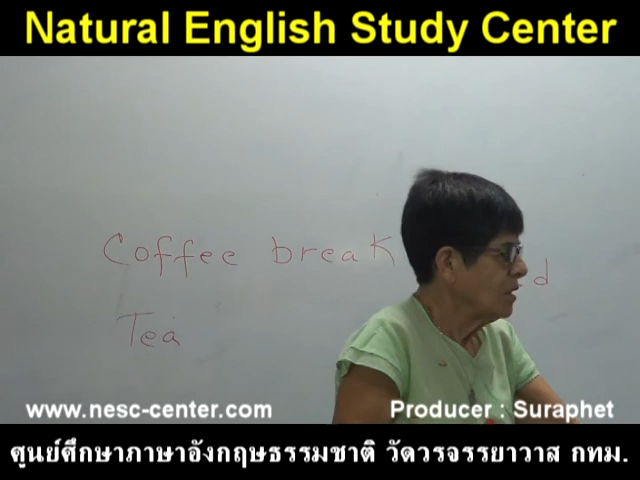 Natural English Study Center
Coffee break
d
Tea
www.nesc-center.com
Producer : Suraphet
ศูนย์ศึกษาภาษาอังกฤษธรรมชาติ วัดวรจรรยาวาส กทม.